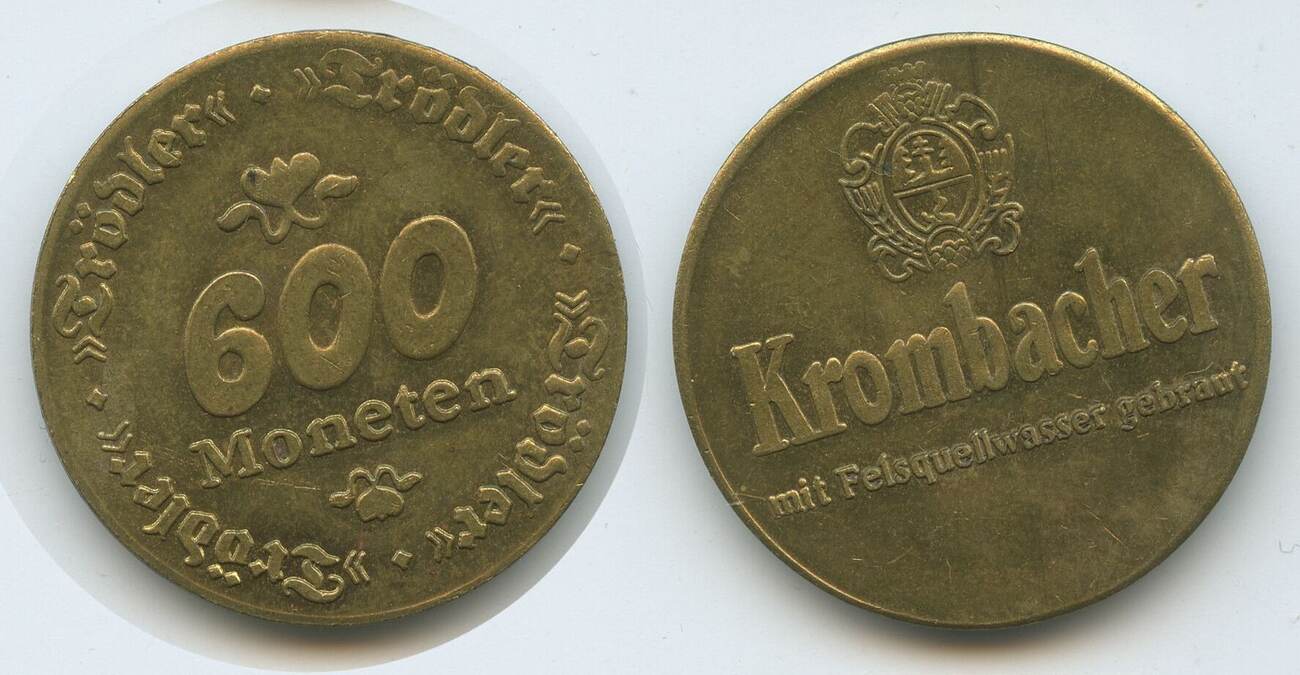 »Trödler« · »Trödler« · »Trödler« · »Trödler« ·
600
Moneten
Krombacher
mit Felsquellwasser gebraut